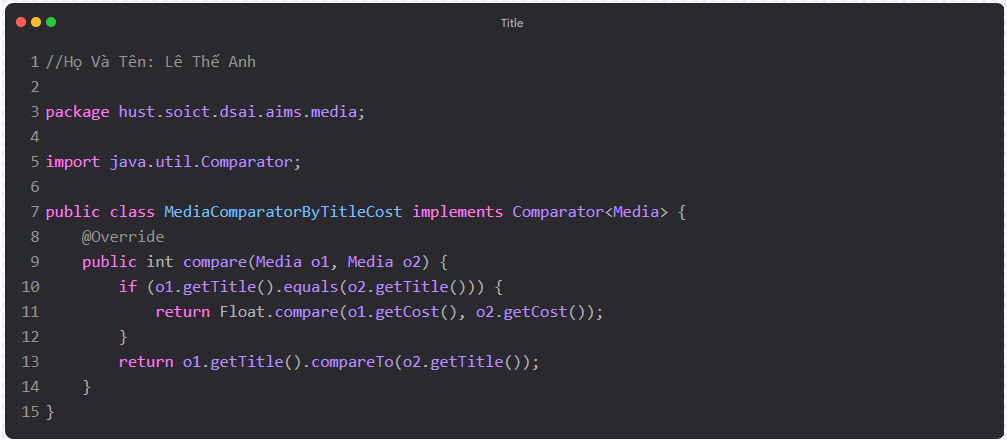 Title
1 //Họ Và Tên: Lê Thế Anh
2
3 package hust.soict.dsai.aims.media;
4
5 import java.util.Comparator;
6
7 public class MediaComparatorByTitleCost implements Comparator<Media> {
8     @Override
9     public int compare(Media o1, Media o2) {
10         if (o1.getTitle().equals(o2.getTitle())) {
11             return Float.compare(o1.getCost(), o2.getCost());
12         }
13         return o1.getTitle().compareTo(o2.getTitle());
14     }
15 }